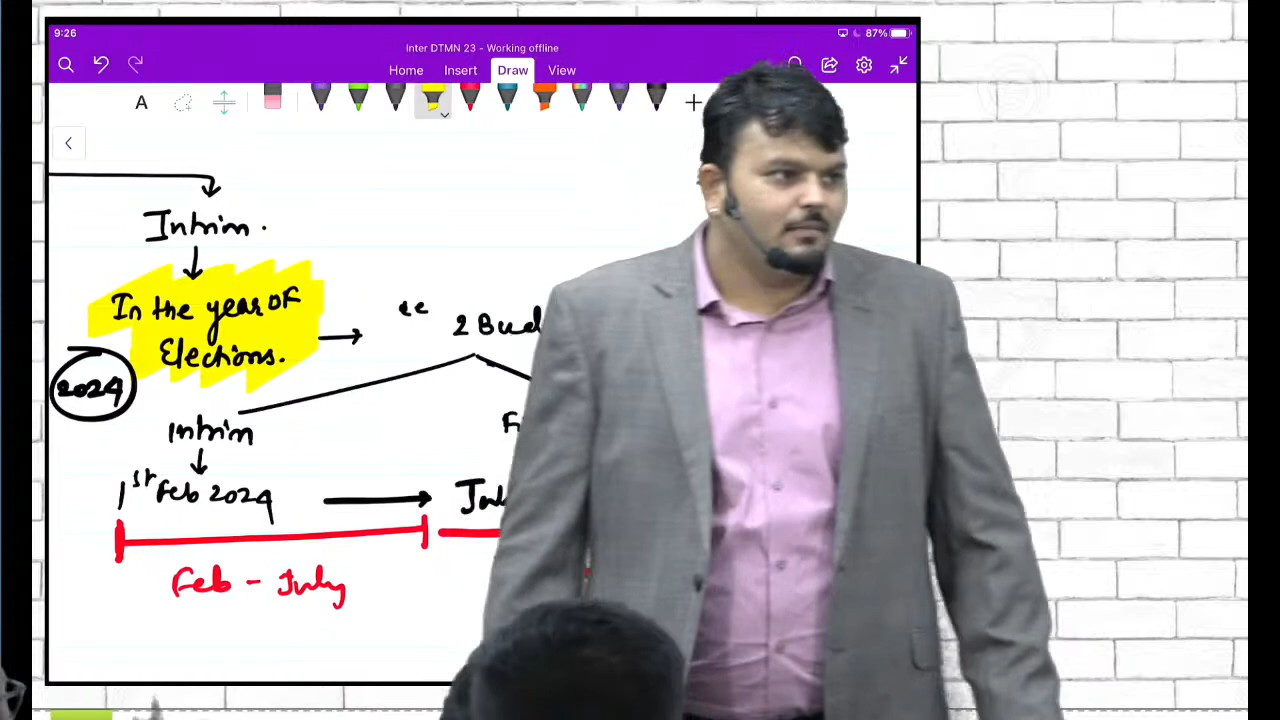 9:26
87%
Inter DTMN 23 - Working offline
Home Insert Draw View
A
Intrim.
In the year of
Elections.
2024
2 Bud
Intrim
1st Feb 2024
Feb - July